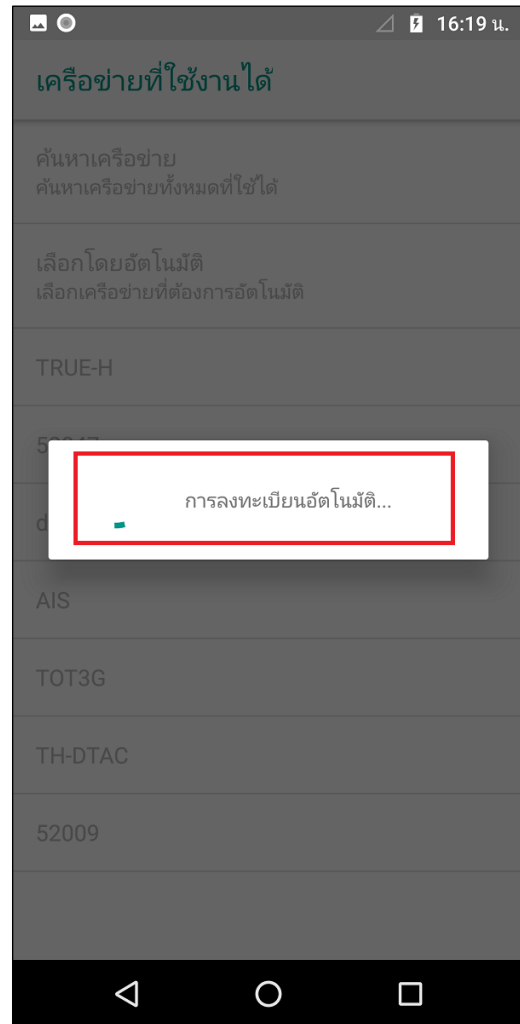 16:19 น.
เครือข่ายที่ใช้งานได้
ค้นหาเครือข่าย
ค้นหาเครือข่ายทั้งหมดที่ใช้ได้
เลือกโดยอัตโนมัติ
เลือกเครือข่ายที่ต้องการอัตโนมัติ
TRUE-H
การลงทะเบียนอัตโนมัติ...
AIS
TOT3G
TH-DTAC
52009